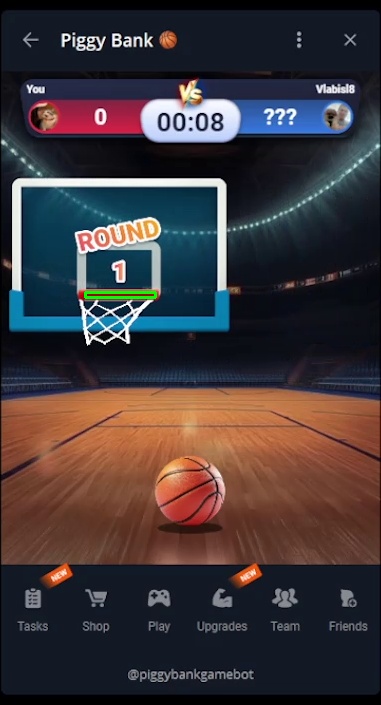 Piggy Bank 🏀
You
VS
Vlabisl8
0
00:08
???
ROUND
1
NEW
NEW
Tasks
Shop
Play
Upgrades
Team
Friends
@piggybankgamebot